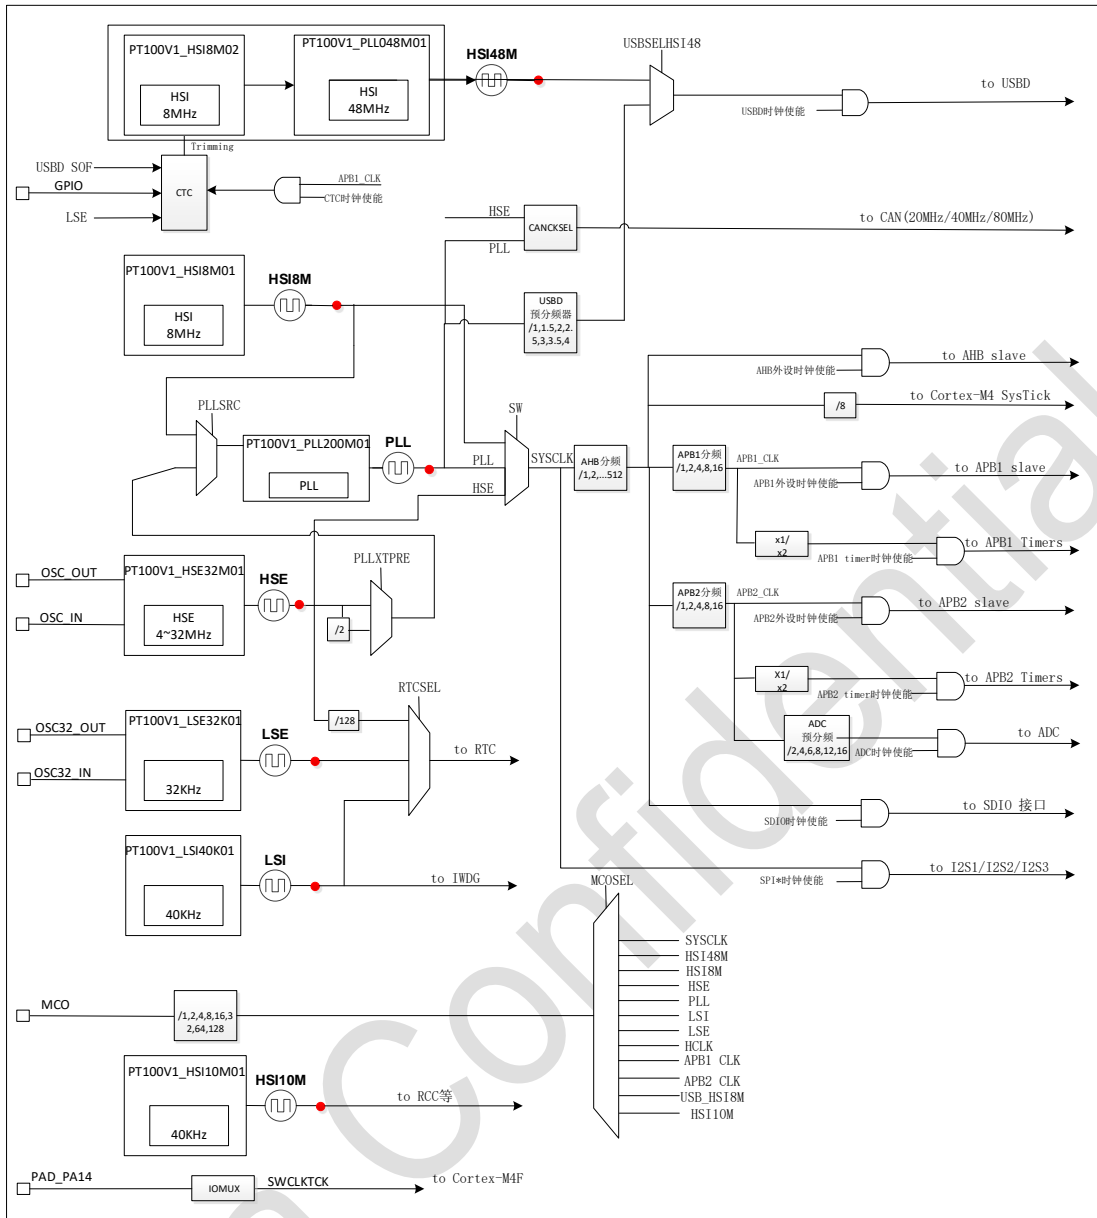 PT100V1_HSI8M02
HSI
8MHz
PT100V1_PLL048M01
HSI
48MHz
HSI48M
USBSELHSI48
to USBD
USBD时钟使能
Trimming
USBD SOF
GPIO
LSE
CTC
APB1_CLK
CTC时钟使能
HSE
PLL
CANCKSEL
to CAN(20MHz/40MHz/80MHz)
PT100V1_HSI8M01
HSI
8MHz
HSI8M
USBD
预分频器
/1,1.5,2,2.
5,3,3.5,4
PLLSRC
PT100V1_PLL200M01
PLL
PLL
PLL
HSE
SW
SYSCLK
AHB分频
/1,2,...512
AHB外设时钟使能
to AHB slave
/8
to Cortex-M4 SysTick
APB1分频
/1,2,4,8,16
APB1_CLK
APB1外设时钟使能
to APB1 slave
x1/
x2
APB1 timer时钟使能
to APB1 Timers
OSC_OUT
OSC_IN
PT100V1_HSE32M01
HSE
4~32MHz
HSE
PLLXTPRE
/2
APB2分频
/1,2,4,8,16
APB2_CLK
APB2外设时钟使能
to APB2 slave
X1/
x2
APB2 timer时钟使能
to APB2 Timers
ADC
预分频
/2,4,6,8,12,16
ADC时钟使能
to ADC
RTCSEL
/128
OSC32_OUT
OSC32_IN
PT100V1_LSE32K01
32KHz
LSE
to RTC
SDIO时钟使能
to SDIO 接口
PT100V1_LSI40K01
40KHz
LSI
to IWDG
SPI*时钟使能
to I2S1/I2S2/I2S3
MCOSEL
SYSCLK
HSI48M
HSI8M
HSE
PLL
LSI
LSE
HCLK
APB1 CLK
APB2 CLK
USB_HSI8M
HSI10M
MCO
/1,2,4,8,16,3
2,64,128
PT100V1_HSI10M01
40KHz
HSI10M
to RCC等
PAD_PA14
IOMUX
SWCLKTCK
to Cortex-M4F
Confidential